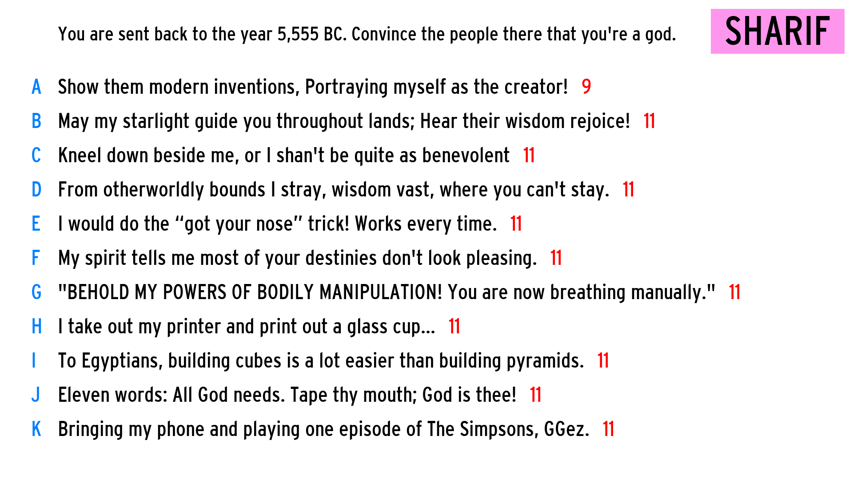 You are sent back to the year 5,555 BC. Convince the people there that you're a god.
SHARIF
A Show them modern inventions, Portraying myself as the creator! 9
B May my starlight guide you throughout lands; Hear their wisdom rejoice! 11
C Kneel down beside me, or I shan't be quite as benevolent 11
D From otherworldly bounds I stray, wisdom vast, where you can't stay. 11
E I would do the “got your nose” trick! Works every time. 11
F My spirit tells me most of your destinies don't look pleasing. 11
G "BEHOLD MY POWERS OF BODILY MANIPULATION! You are now breathing manually." 11
H I take out my printer and print out a glass cup... 11
I To Egyptians, building cubes is a lot easier than building pyramids. 11
J Eleven words: All God needs. Tape thy mouth; God is thee! 11
K Bringing my phone and playing one episode of The Simpsons, GGez. 11